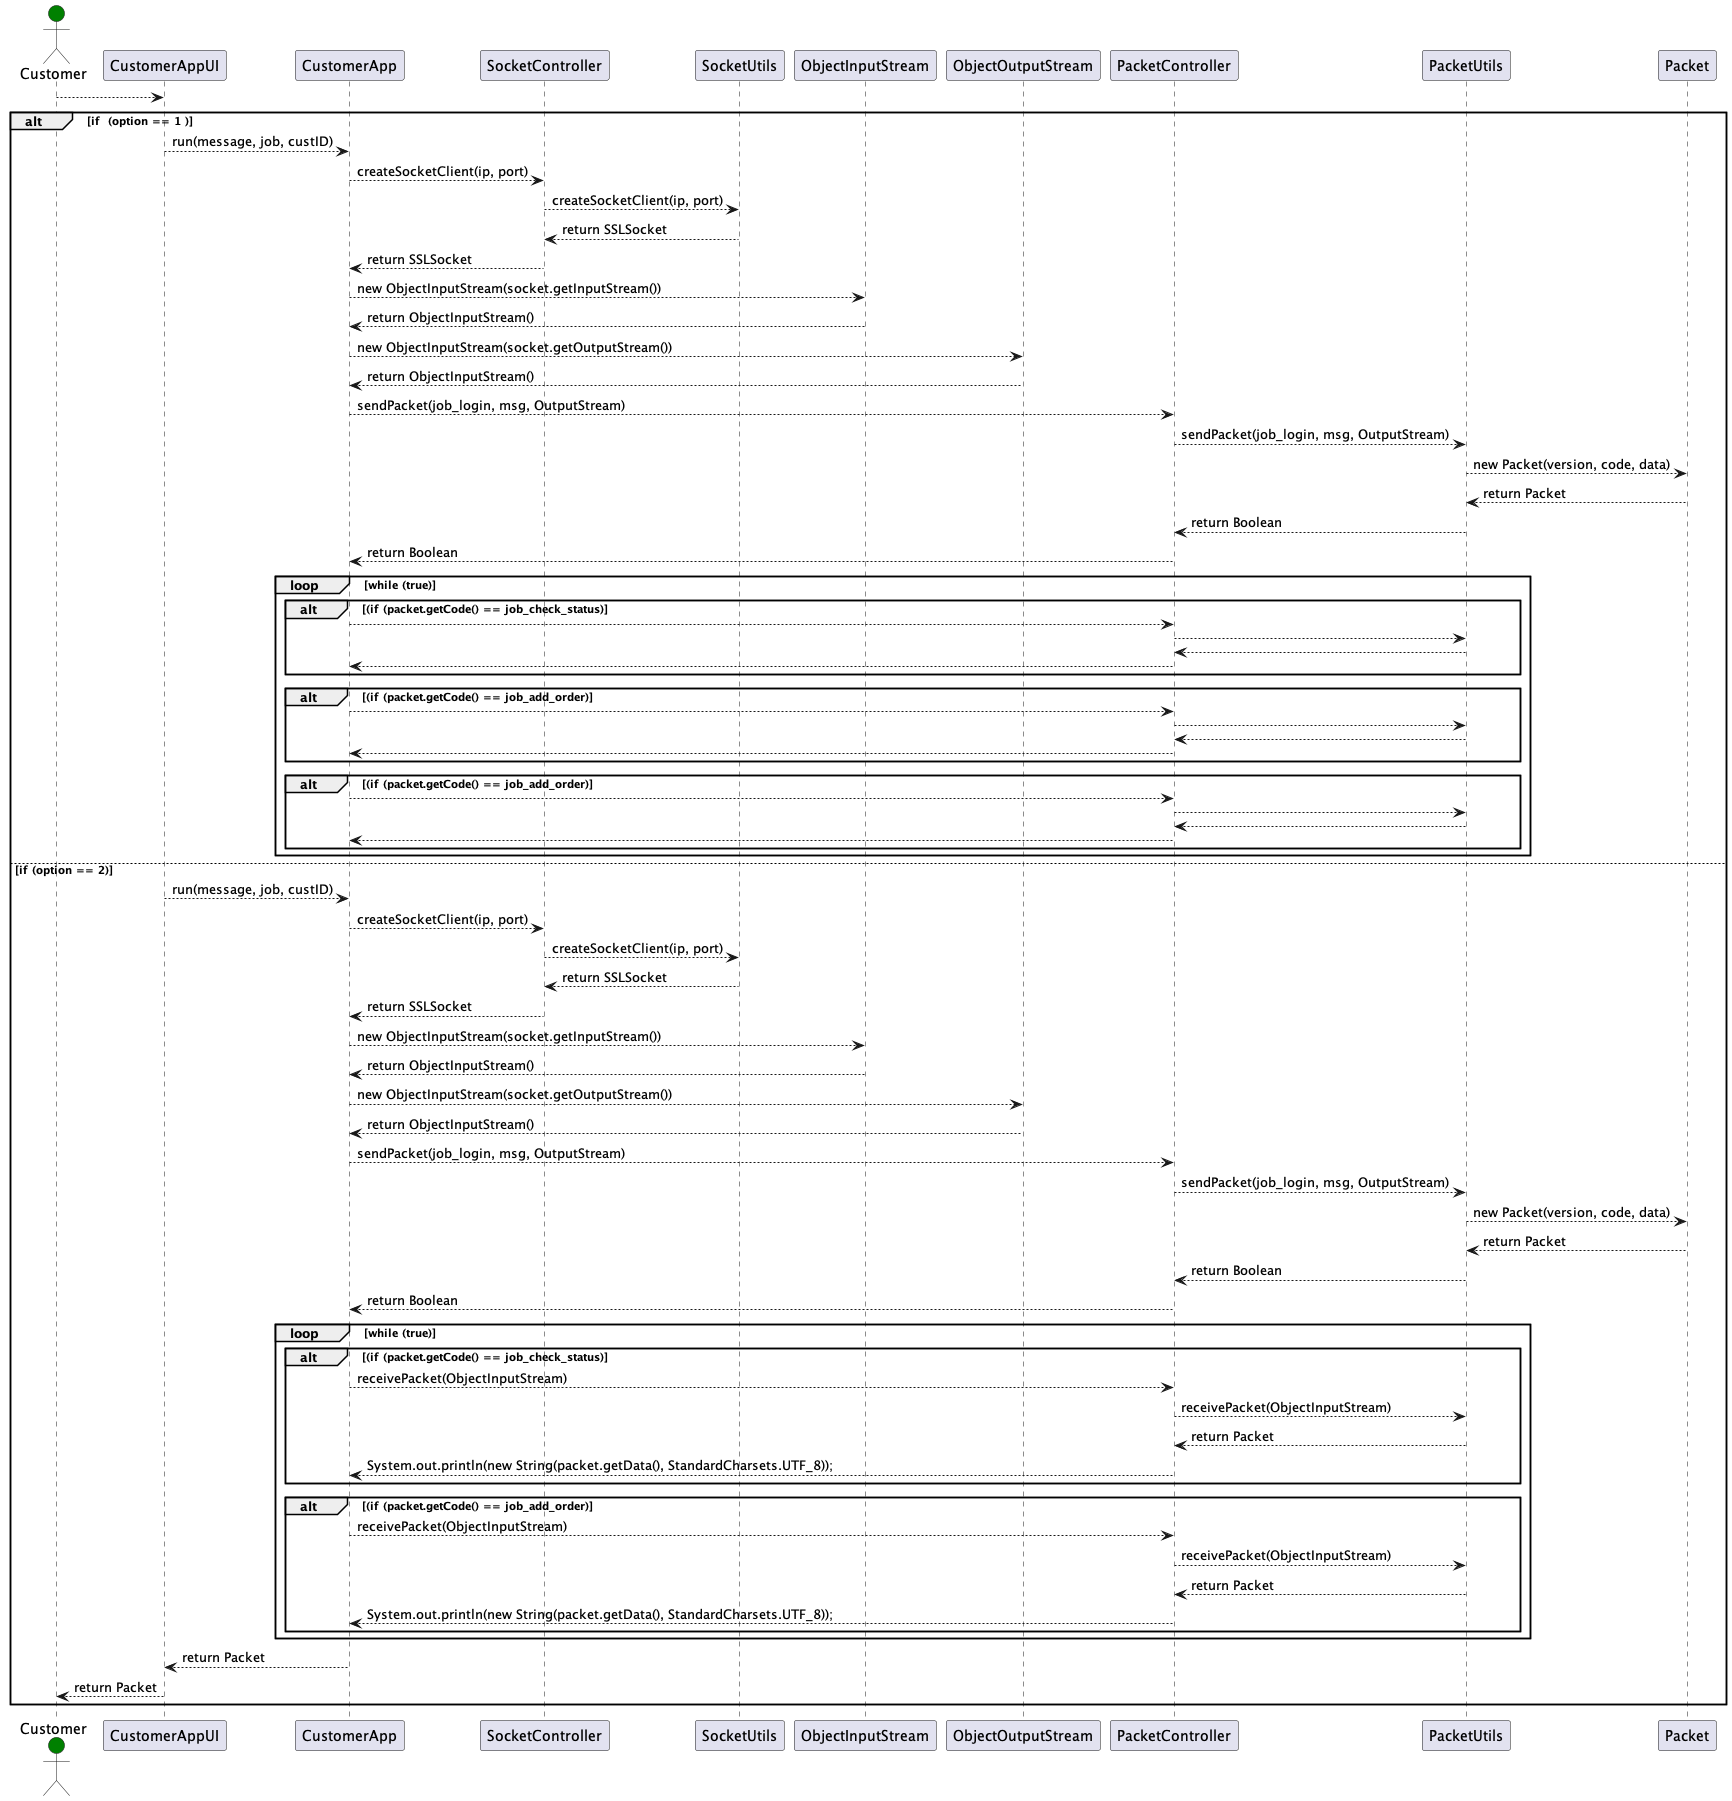 Customer
CustomerAppUI
CustomerApp
SocketController
SocketUtils
ObjectInputStream
ObjectOutputStream
PacketController
PacketUtils
Packet
alt
[if  (option == 1 )]
run(message, job, custID)
createSocketClient(ip, port)
createSocketClient(ip, port)
return SSLSocket
return SSLSocket
new ObjectInputStream(socket.getInputStream())
return ObjectInputStream()
new ObjectInputStream(socket.getOutputStream())
return ObjectInputStream()
sendPacket(job_login, msg, OutputStream)
sendPacket(job_login, msg, OutputStream)
new Packet(version, code, data)
return Packet
return Boolean
return Boolean
loop
[while (true)]
alt
[(if (packet.getCode() == job_check_status)]
alt
[(if (packet.getCode() == job_add_order)]
alt
[(if (packet.getCode() == job_add_order)]
[if (option == 2)]
run(message, job, custID)
createSocketClient(ip, port)
createSocketClient(ip, port)
return SSLSocket
return SSLSocket
new ObjectInputStream(socket.getInputStream())
return ObjectInputStream()
new ObjectInputStream(socket.getOutputStream())
return ObjectInputStream()
sendPacket(job_login, msg, OutputStream)
sendPacket(job_login, msg, OutputStream)
new Packet(version, code, data)
return Packet
return Boolean
return Boolean
loop
[while (true)]
alt
[(if (packet.getCode() == job_check_status)]
receivePacket(ObjectInputStream)
receivePacket(ObjectInputStream)
return Packet
System.out.println(new String(packet.getData(), StandardCharsets.UTF_8));
alt
[(if (packet.getCode() == job_add_order)]
receivePacket(ObjectInputStream)
receivePacket(ObjectInputStream)
return Packet
System.out.println(new String(packet.getData(), StandardCharsets.UTF_8));
return Packet
return Packet
Customer
CustomerAppUI
CustomerApp
SocketController
SocketUtils
ObjectInputStream
ObjectOutputStream
PacketController
PacketUtils
Packet